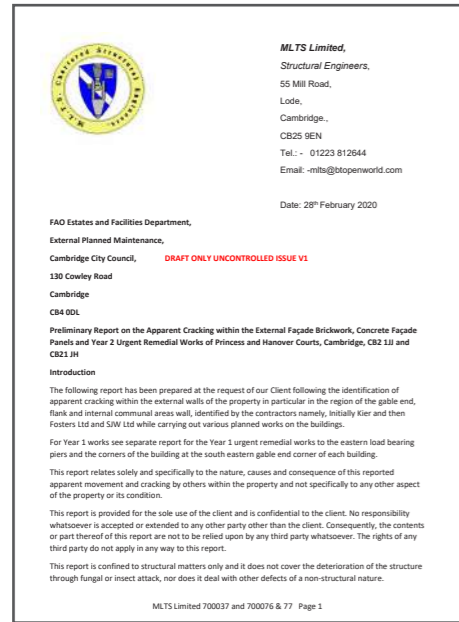 M.L.T.S. Chartered Structural Engineers.
MLTS Limited,
Structural Engineers,
55 Mill Road,
Lode,
Cambridge.,
CB25 9EN
Tel.: - 01223 812644
Email: -mlts@btopenworld.com
Date: 28th February 2020
FAO Estates and Facilities Department,
External Planned Maintenance,
Cambridge City Council, DRAFT ONLY UNCONTROLLED ISSUE V1
130 Cowley Road
Cambridge
CB4 0DL
Preliminary Report on the Apparent Cracking within the External Façade Brickwork, Concrete Façade
Panels and Year 2 Urgent Remedial Works of Princess and Hanover Courts, Cambridge, CB2 1JJ and
CB21 JH
Introduction
The following report has been prepared at the request of our Client following the identification of
apparent cracking within the external walls of the property in particular in the region of the gable end,
flank and internal communal areas wall, identified by the contractors namely, Initially Kier and then
Fosters Ltd and SJW Ltd while carrying out various planned works on the buildings.
For Year 1 works see separate report for the Year 1 urgent remedial works to the eastern load bearing
piers and the corners of the building at the south eastern gable end corner of each building.
This report relates solely and specifically to the nature, causes and consequence of this reported
apparent movement and cracking by others within the property and not specifically to any other aspect
of the property or its condition.
This report is provided for the sole use of the client and is confidential to the client. No responsibility
whatsoever is accepted or extended to any other party other than the client. Consequently, the contents
or part thereof of this report are not to be relied upon by any third party whatsoever. The rights of any
third party do not apply in any way to this report.
This report is confined to structural matters only and it does not cover the deterioration of the structure
through fungal or insect attack, nor does it deal with other defects of a non-structural nature.
MLTS Limited 700037 and 700076 & 77 Page 1